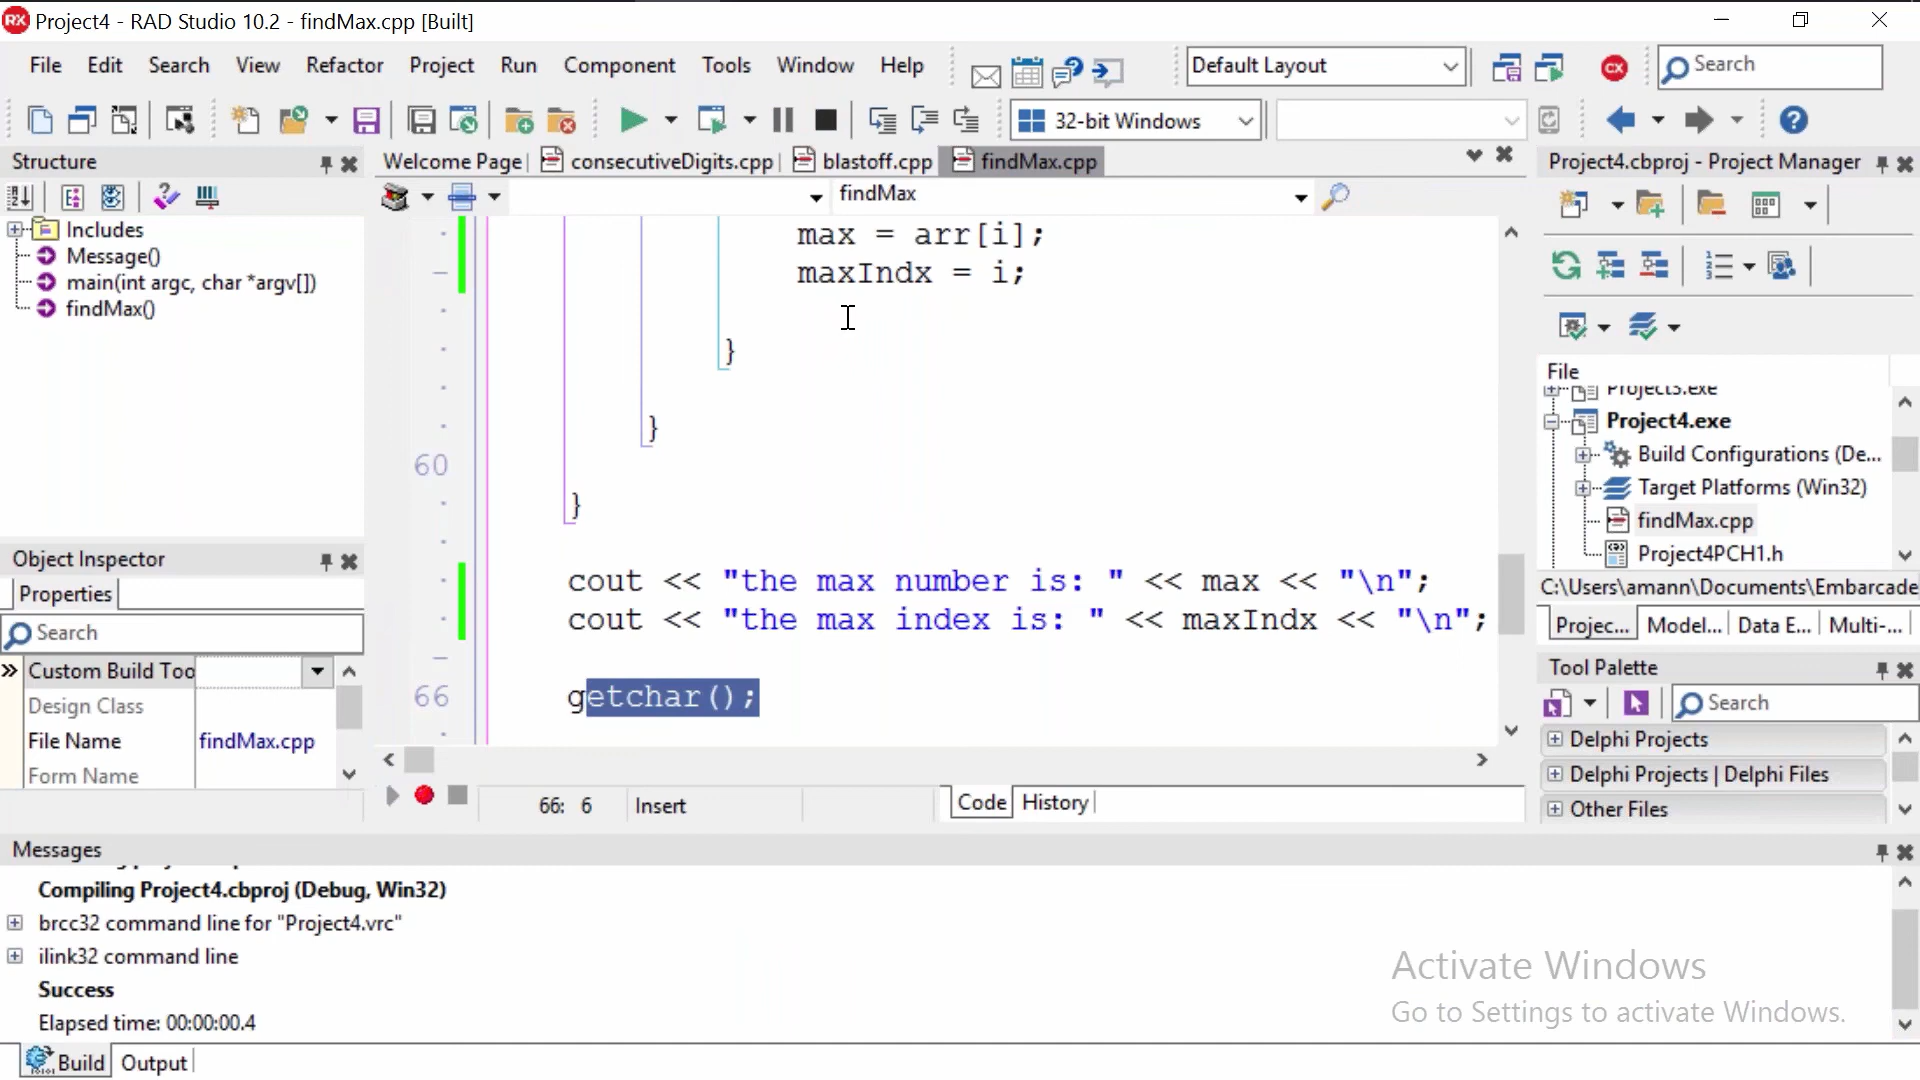 Project4 - RAD Studio 10.2 - findMax.cpp [Built]
File Edit Search View Refactor Project Run Component Tools Window Help
Default Layout
Search
32-bit Windows
Structure
Welcome Page consecutiveDigits.cpp blastoff.cpp findMax.cpp
findMax
Includes
Message()
main(int argc, char *argv[])
findMax()
max = arr[i];
maxIndx = i;
}
}
60
}
cout << "the max number is: " << max << "\n";
cout << "the max index is: " << maxIndx << "\n";
66 getchar();
66: 6 Insert
Code History
Object Inspector
Properties
Search
Custom Build Too
Design Class
File Name findMax.cpp
Form Name
Project4.cbproj - Project Manager
File
Project4.exe
Build Configurations (De...
Target Platforms (Win32)
findMax.cpp
Project4PCH1.h
C:\Users\amann\Documents\Embarcade
Projec... Model... Data E... Multi-...
Tool Palette
Search
Delphi Projects
Delphi Projects | Delphi Files
Other Files
Messages
Compiling Project4.cbproj (Debug, Win32)
brcc32 command line for "Project4.vrc"
ilink32 command line
Success
Elapsed time: 00:00:00.4
Build Output
Activate Windows
Go to Settings to activate Windows.